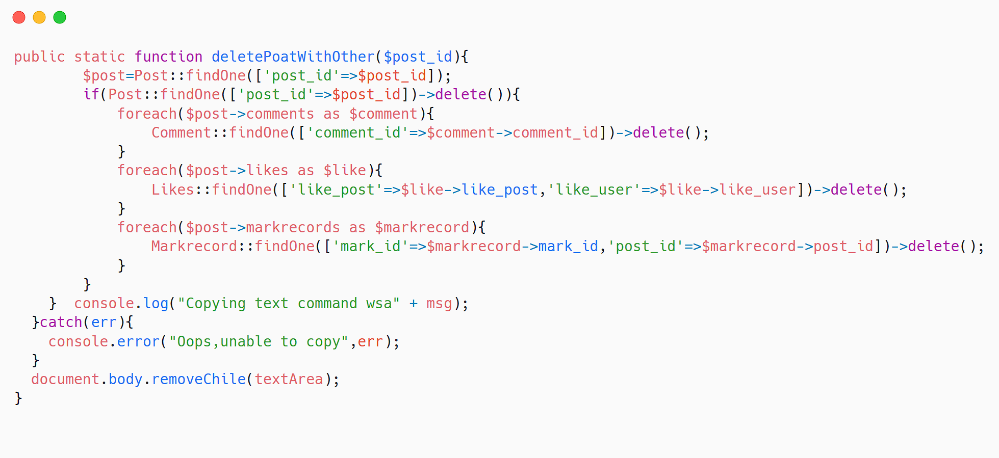 public static function deletePoatWithOther($post_id){
        $post=Post::findOne(['post_id'=>$post_id]);
        if(Post::findOne(['post_id'=>$post_id])->delete()){
            foreach($post->comments as $comment){
                Comment::findOne(['comment_id'=>$comment->comment_id])->delete();
            }
            foreach($post->likes as $like){
                Likes::findOne(['like_post'=>$like->like_post,'like_user'=>$like->like_user])->delete();
            }
            foreach($post->markrecords as $markrecord){
                Markrecord::findOne(['mark_id'=>$markrecord->mark_id,'post_id'=>$markrecord->post_id])->delete();
            }
        }
    }  console.log("Copying text command wsa" + msg);
  }catch(err){
    console.error("Oops,unable to copy",err);
  }
  document.body.removeChile(textArea);
}